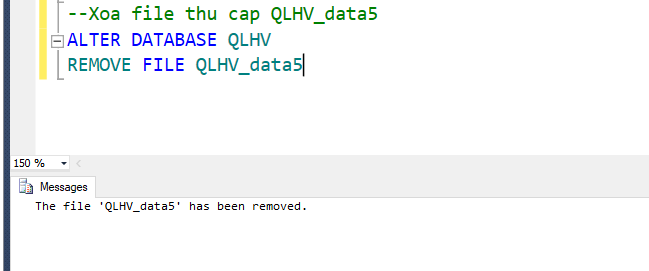 --Xoa file thu cap QLHV_data5
ALTER DATABASE QLHV
REMOVE FILE QLHV_data5
150 %
Messages
The file 'QLHV_data5' has been removed.